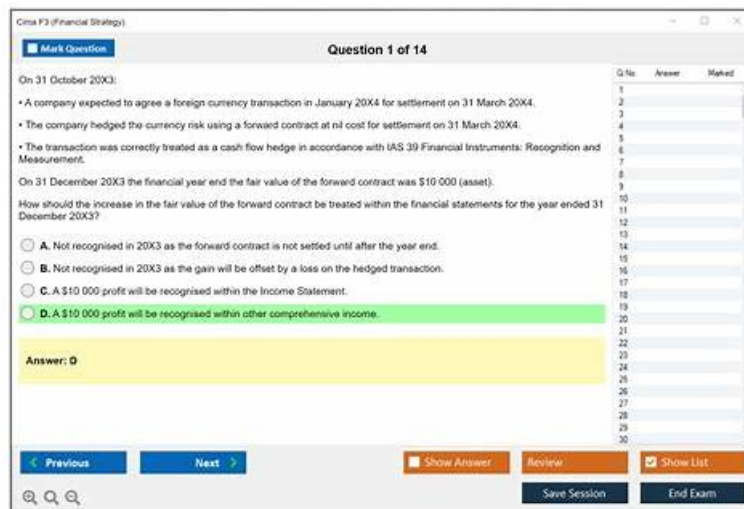 Cima F3 (Financial Strategy)
Mark Question
Question 1 of 14
Q.No Answer Marked
On 31 October 20X3:
• A company expected to agree a foreign currency transaction in January 20X4 for settlement on 31 March 20X4.
• The company hedged the currency risk using a forward contract at nil cost for settlement on 31 March 20X4.
• The transaction was correctly treated as a cash flow hedge in accordance with IAS 39 Financial Instruments: Recognition and
Measurement.
On 31 December 20X3 the financial year end the fair value of the forward contract was $10 000 (asset).
How should the increase in the fair value of the forward contract be treated within the financial statements for the year ended 31
December 20X3?
A. Not recognised in 20X3 as the forward contract is not settled until after the year end.
B. Not recognised in 20X3 as the gain will be offset by a loss on the hedged transaction.
C. A $10 000 profit will be recognised within the Income Statement.
D. A $10 000 profit will be recognised within other comprehensive income.
Answer: D
1
2
3
4
5
6
7
8
9
10
11
12
13
14
15
16
17
18
19
20
21
22
23
24
25
26
27
28
29
30
Previous
Next
Show Answer
Review
Show List
Save Session
End Exam